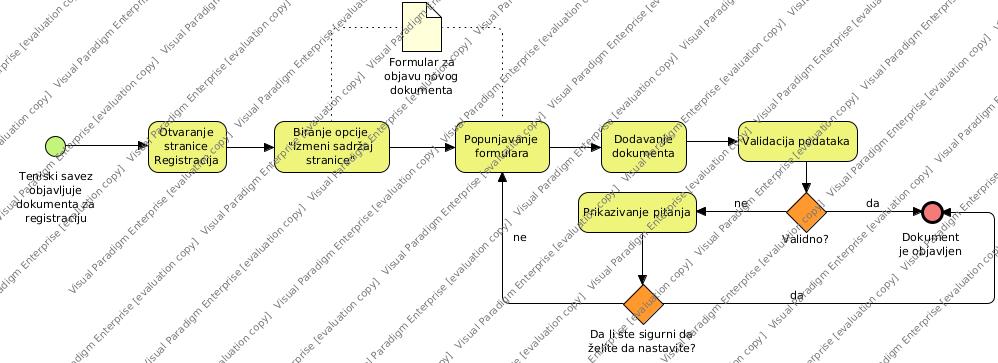 Formular za
objavu novog
dokumenta
Teniski savez
objavljuje
dokumenta za
registraciju
Otvaranje
stranice
Registracija
Biranje opcije
"Izmeni sadržaj
stranice"
Popunjavanje
formulara
Dodavanje
dokumenta
Validacija podataka
Prikazivanje pitanja
ne
Validno?
da
Dokument
je objavljen
ne
Da li ste sigurni da
želite da nastavite?
da
Visual Paradigm Enterprise [evaluation copy]